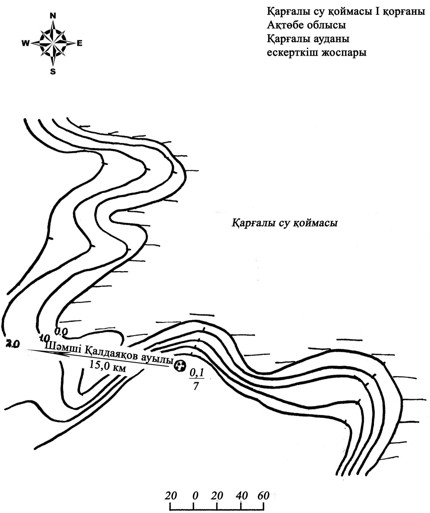 Қарғалы су қоймасы I қорғаны
Ақтөбе облысы
Қарғалы ауданы
ескерткіш жоспары
N
W E
S
Қарғалы су қоймасы
2.0 1.0 0.0
Шәмші Қалдаяқов ауылы
15,0 км
0,1
7
20 0 20 40 60